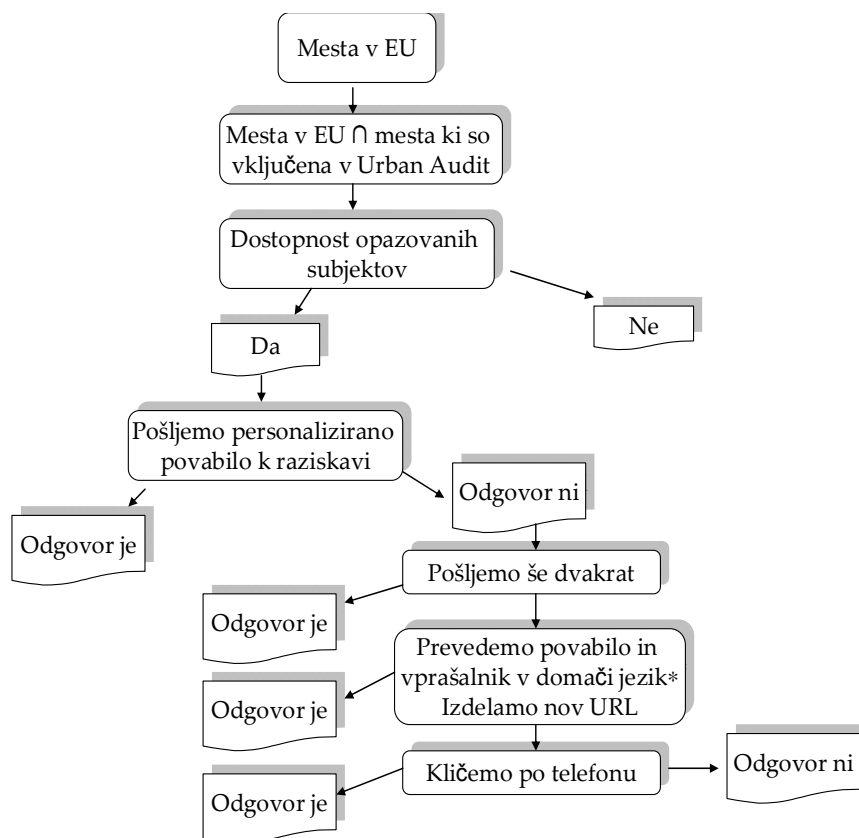 Mesta v EU
Mesta v EU ∩ mesta ki so
vključena v Urban Audit
Dostopnost opazovanih
subjektov
Da
Ne
Pošljemo personalizirano
povabilo k raziskavi
Odgovor je
Odgovor ni
Pošljemo še dvakrat
Odgovor je
Prevedemo povabilo in
vprašalnik v domači jezik*
Izdelamo nov URL
Odgovor je
Kličemo po telefonu
Odgovor je
Odgovor ni